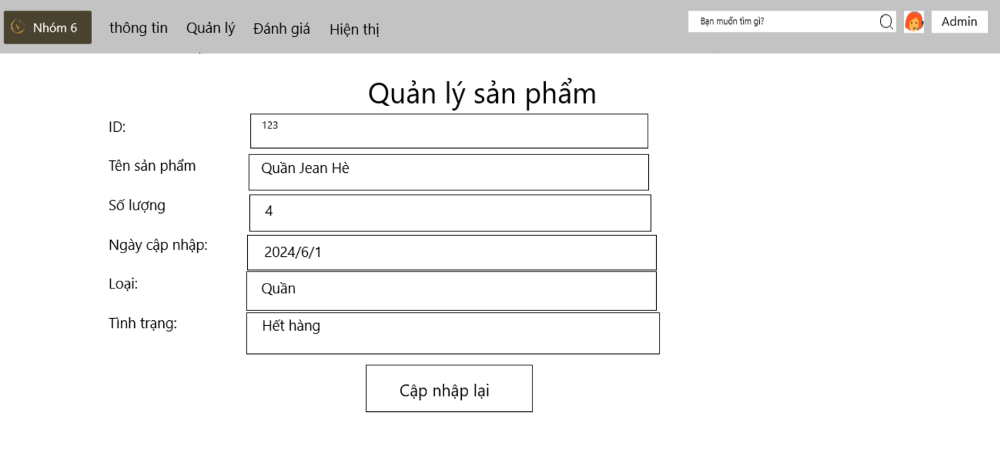 Nhóm 6 thông tin Quản lý Đánh giá Hiện thị Bạn muốn tìm gì? Admin
Quản lý sản phẩm
ID: 123
Tên sản phẩm Quần Jean Hè
Số lượng 4
Ngày cập nhập: 2024/6/1
Loại: Quần
Tình trạng: Hết hàng
Cập nhập lại